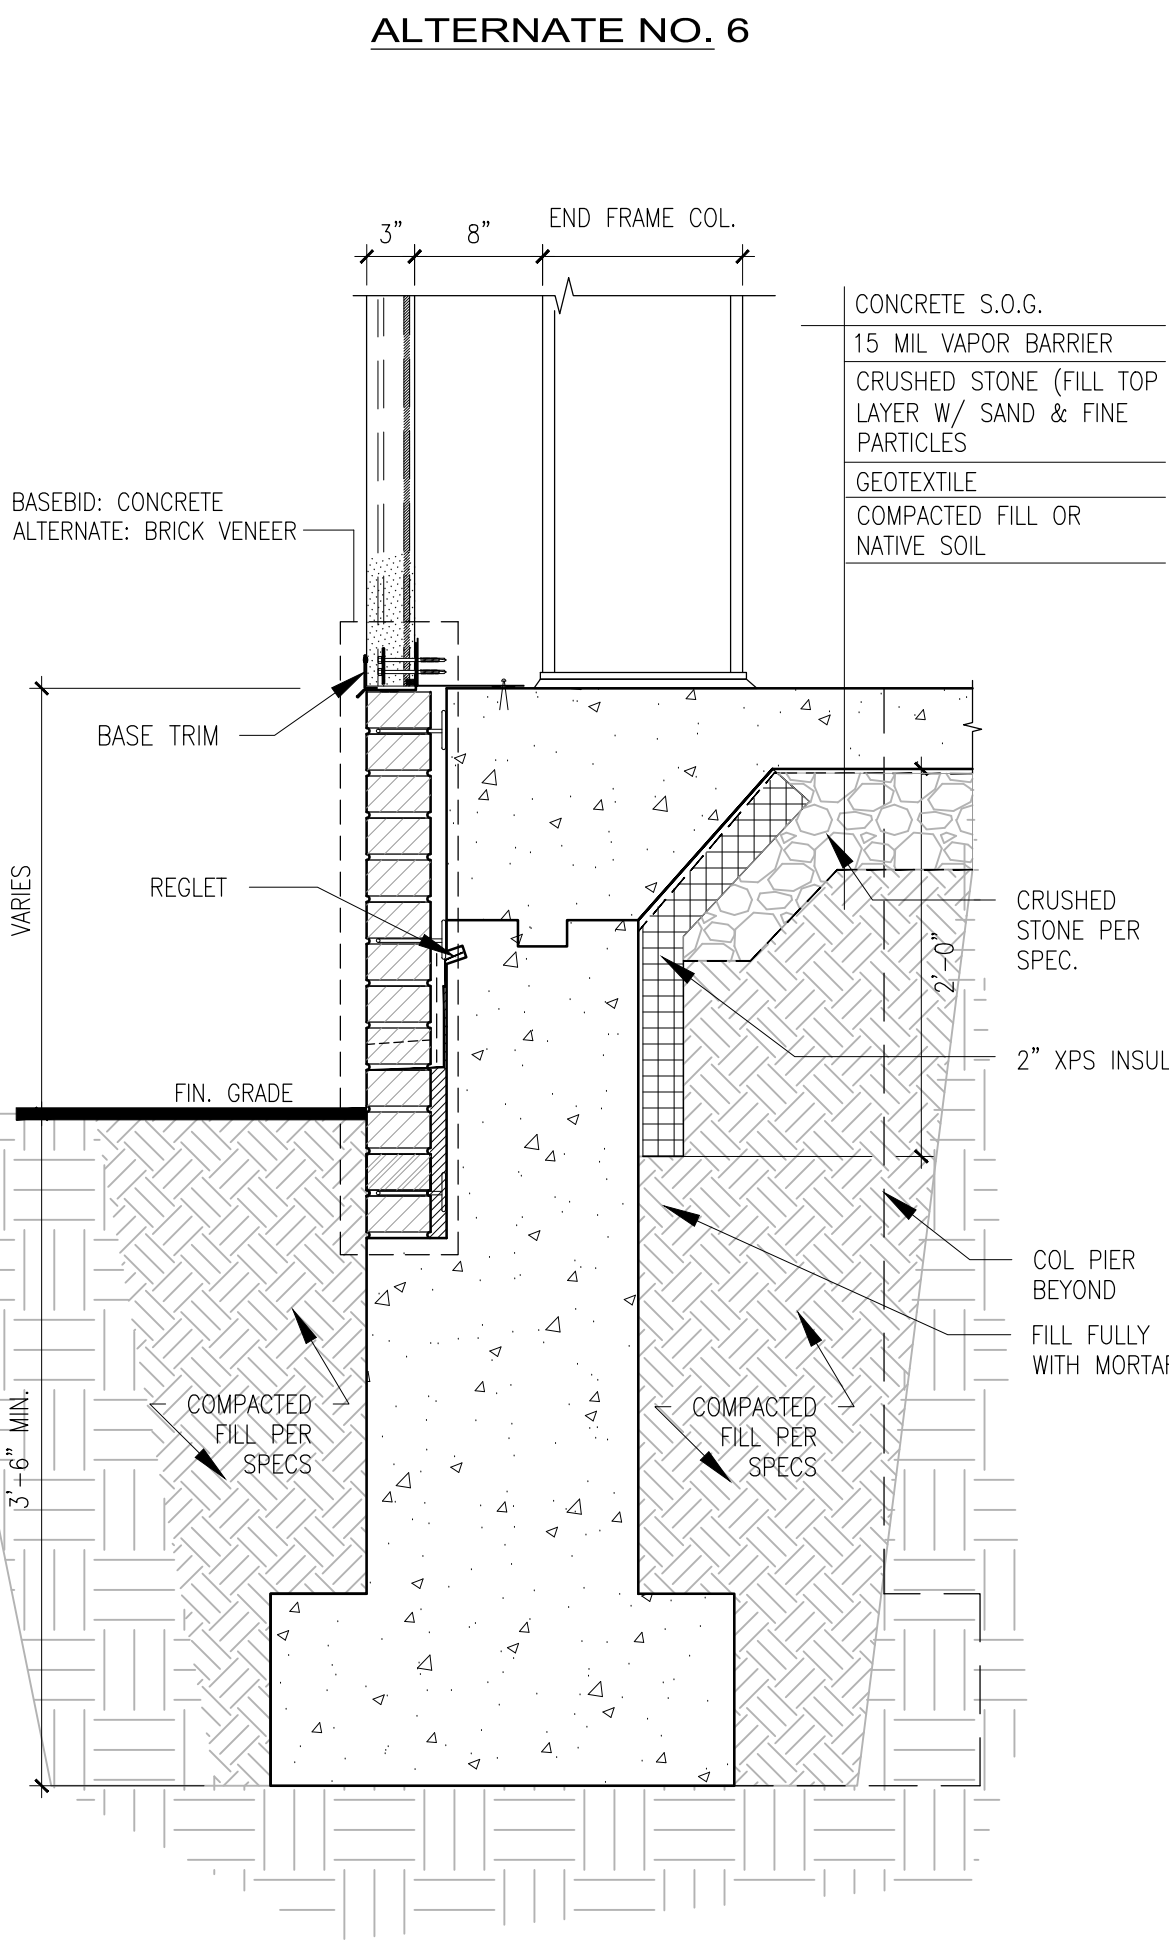 ALTERNATE NO. 6
3"
8"
END FRAME COL.
CONCRETE S.O.G.
15 MIL VAPOR BARRIER
CRUSHED STONE (FILL TOP
LAYER W/ SAND & FINE
PARTICLES
GEOTEXTILE
COMPACTED FILL OR
NATIVE SOIL
BASEBID: CONCRETE
ALTERNATE: BRICK VENEER
BASE TRIM
VARIES
REGLET
CRUSHED
STONE PER
SPEC.
2'-0"
2" XPS INSUL
FIN. GRADE
COL PIER
BEYOND
FILL FULLY
WITH MORTAR
3'-6" MIN.
COMPACTED
FILL PER
SPECS
COMPACTED
FILL PER
SPECS